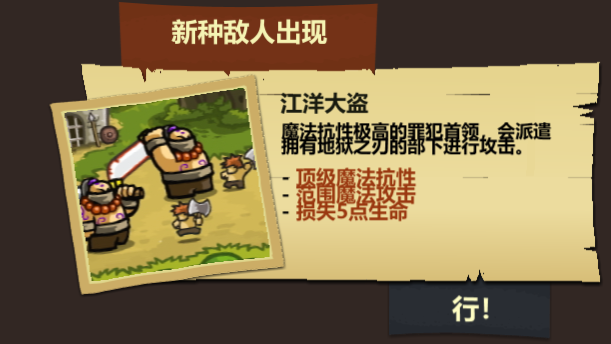 新种敌人出现
江洋大盗
魔法抗性极高的罪犯首领。会派遣
拥有地狱之刃的部下进行攻击。
- 顶级魔法抗性
- 范围魔法攻击
- 损失5点生命
行!